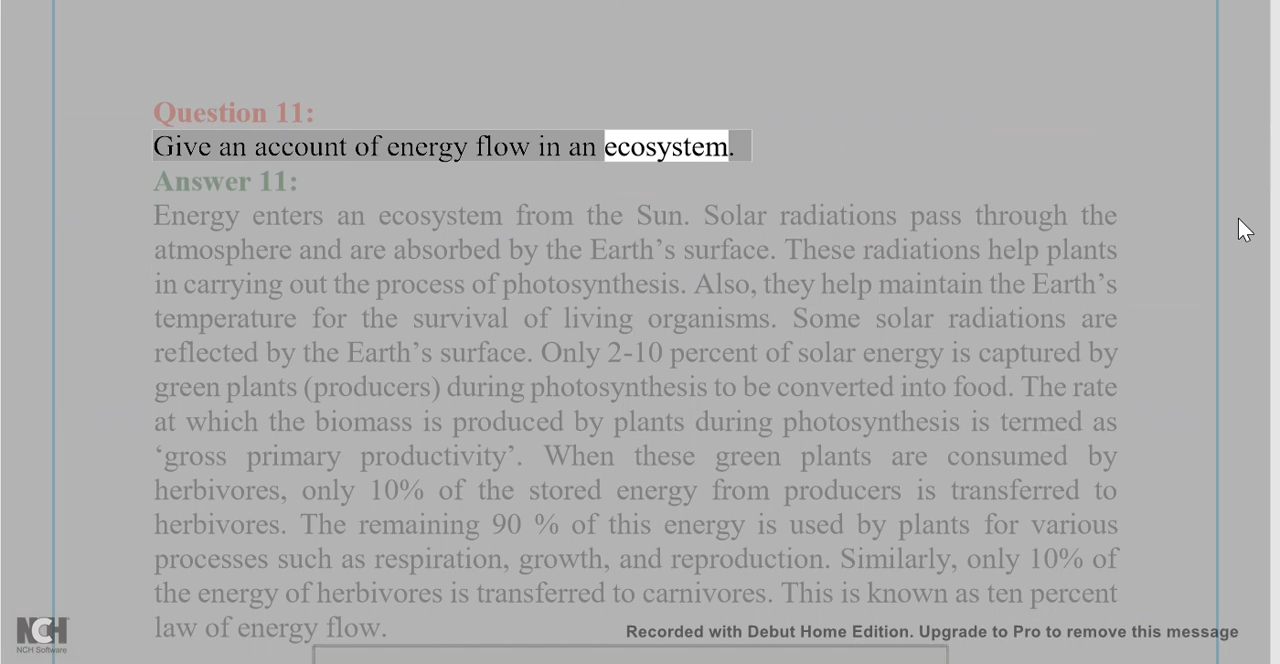 Question 11:
Give an account of energy flow in an ecosystem.
Answer 11:
Energy enters an ecosystem from the Sun. Solar radiations pass through the
atmosphere and are absorbed by the Earth’s surface. These radiations help plants
in carrying out the process of photosynthesis. Also, they help maintain the Earth’s
temperature for the survival of living organisms. Some solar radiations are
reflected by the Earth’s surface. Only 2-10 percent of solar energy is captured by
green plants (producers) during photosynthesis to be converted into food. The rate
at which the biomass is produced by plants during photosynthesis is termed as
‘gross primary productivity’. When these green plants are consumed by
herbivores, only 10% of the stored energy from producers is transferred to
herbivores. The remaining 90 % of this energy is used by plants for various
processes such as respiration, growth, and reproduction. Similarly, only 10% of
the energy of herbivores is transferred to carnivores. This is known as ten percent
law of energy flow.
NCH
NCH Software
Recorded with Debut Home Edition. Upgrade to Pro to remove this message